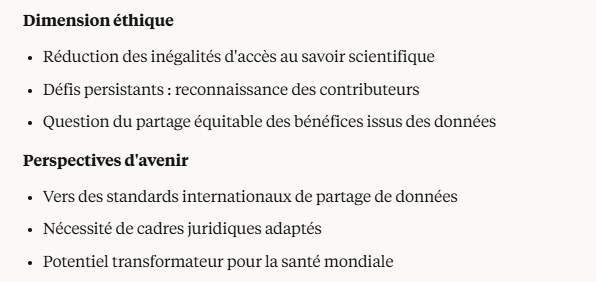 Dimension éthique
• Réduction des inégalités d'accès au savoir scientifique
• Défis persistants : reconnaissance des contributeurs
• Question du partage équitable des bénéfices issus des données
Perspectives d'avenir
• Vers des standards internationaux de partage de données
• Nécessité de cadres juridiques adaptés
• Potentiel transformateur pour la santé mondiale